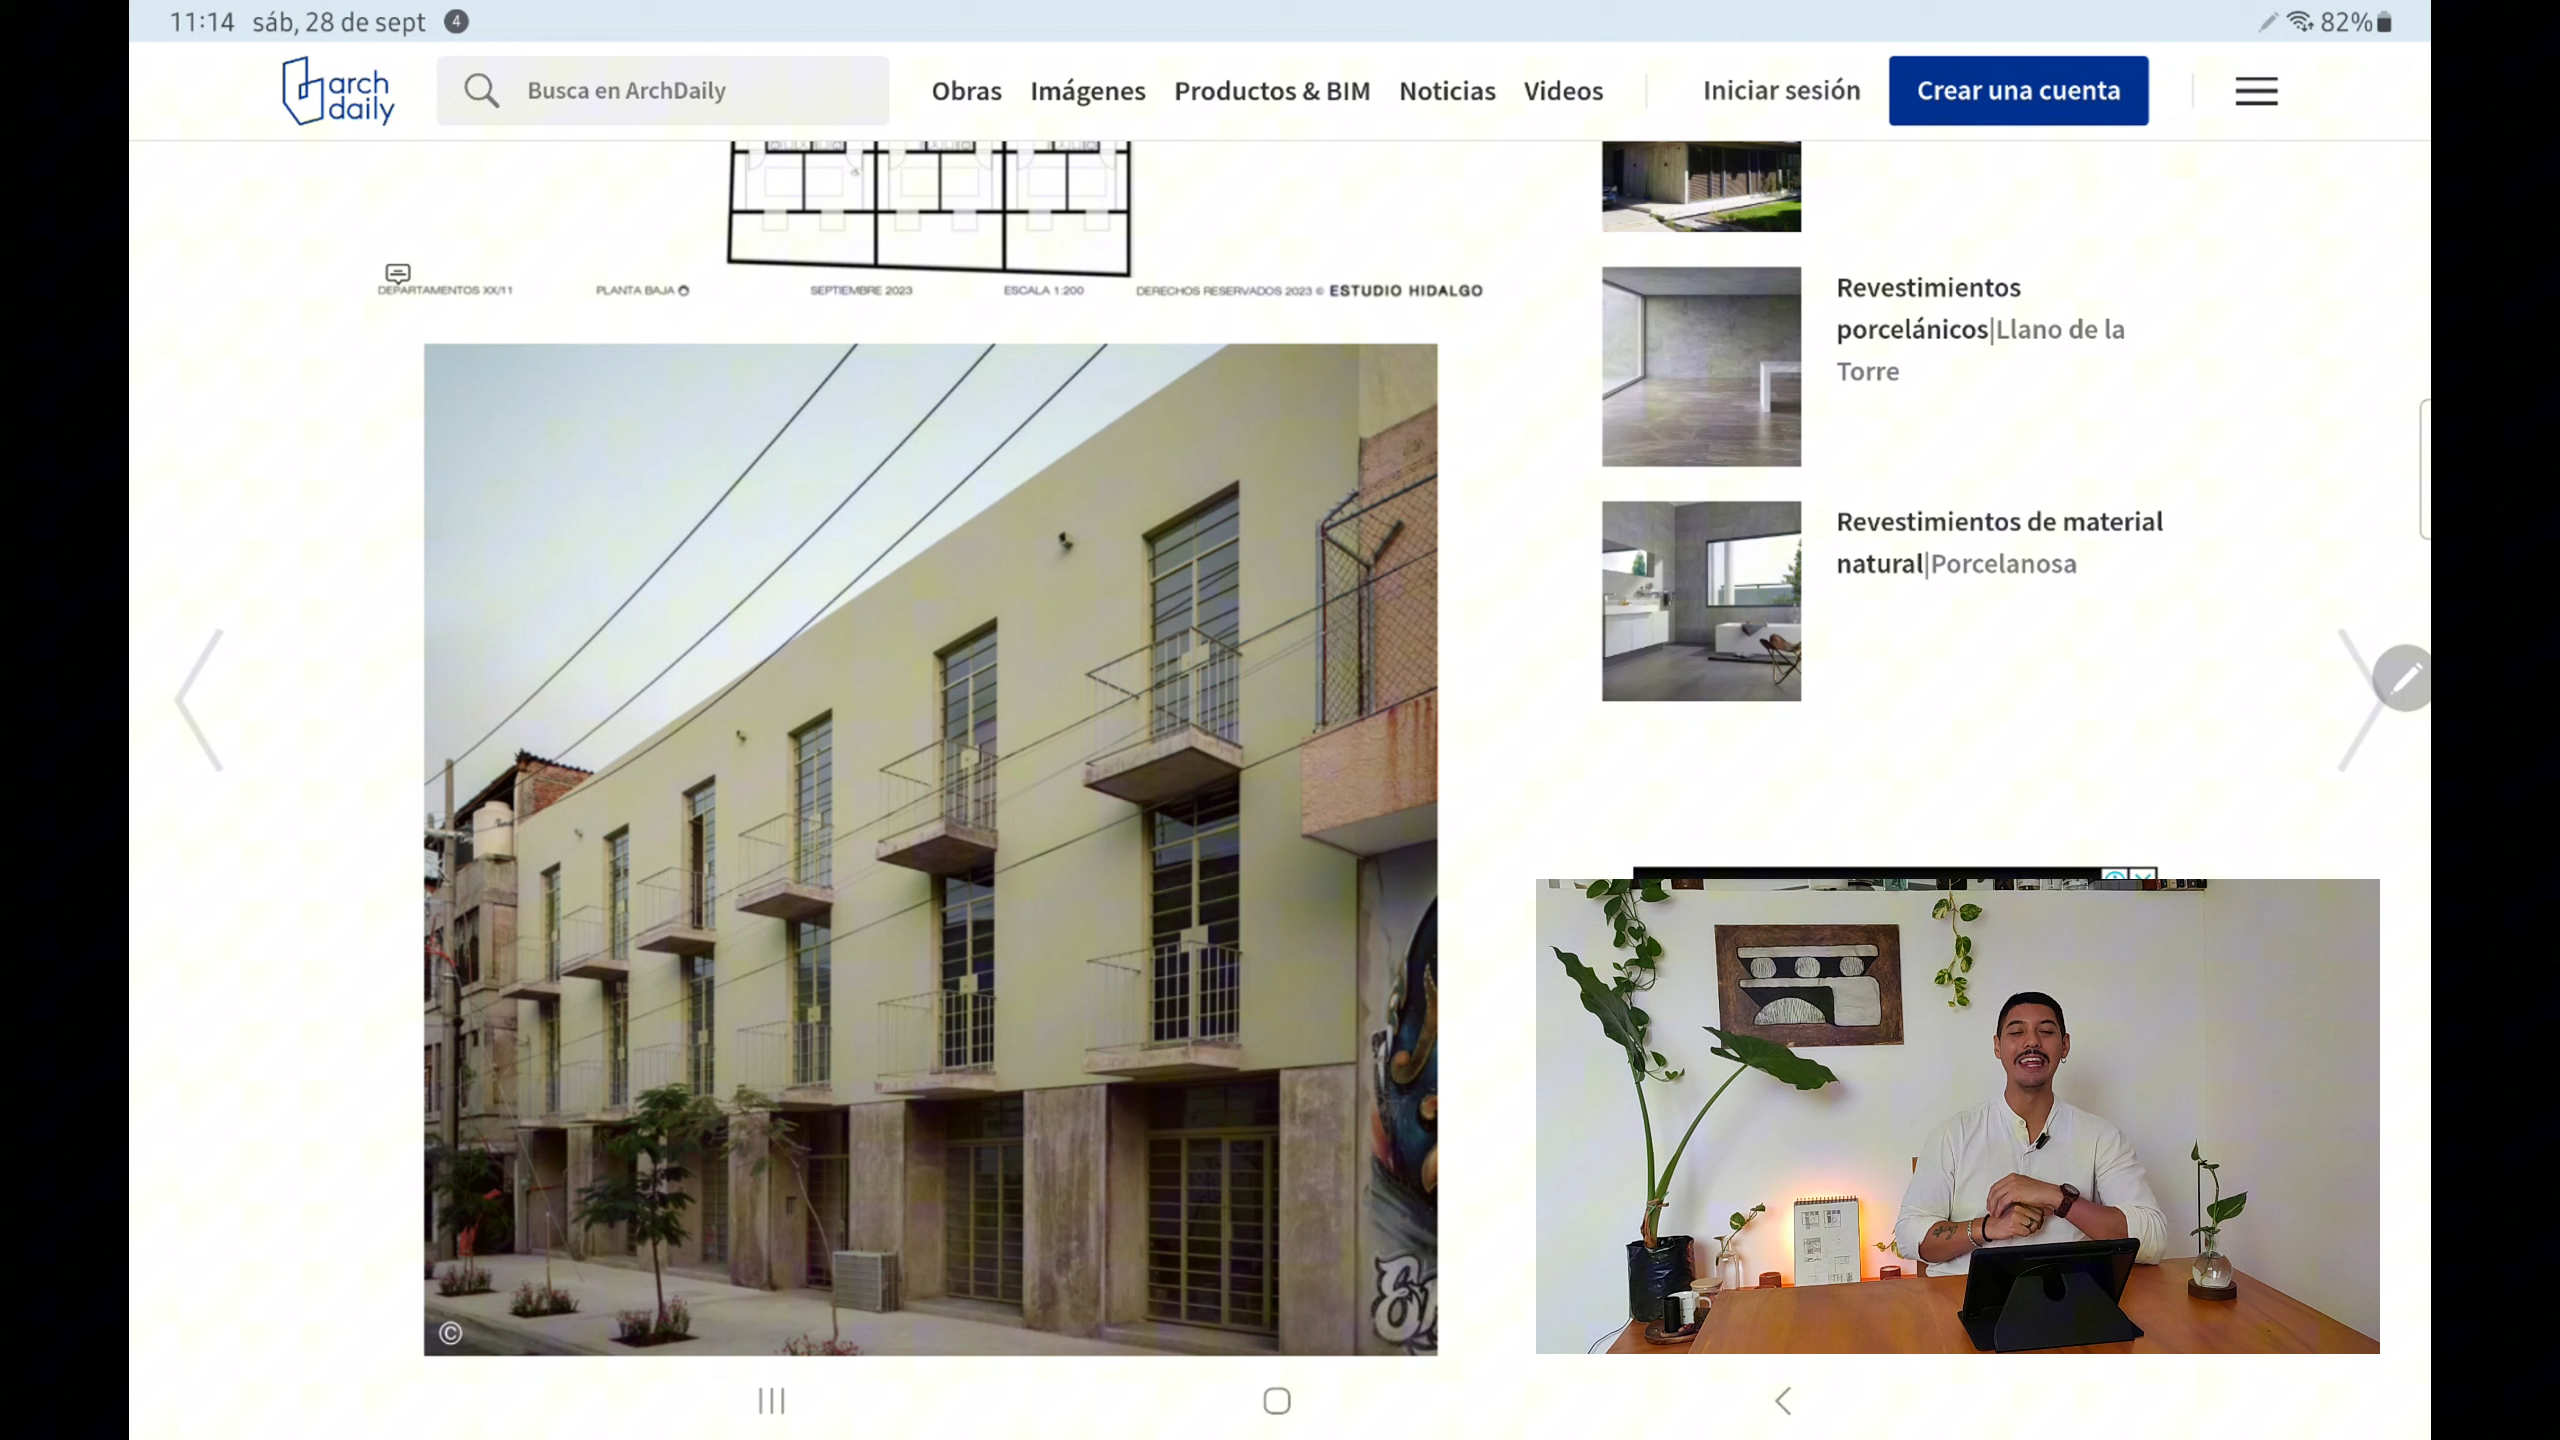 11:14 sáb, 28 de sept 4
82%
arch
daily
Busca en ArchDaily
Obras Imágenes Productos & BIM Noticias Videos
Iniciar sesión
Crear una cuenta
DEPARTAMENTOS XX/11 PLANTA BAJA SEPTIEMBRE 2023 ESCALA 1:200 DERECHOS RESERVADOS 2023 © ESTUDIO HIDALGO
©
Revestimientos
porcelánicos|Llano de la
Torre
Revestimientos de material
natural|Porcelanosa